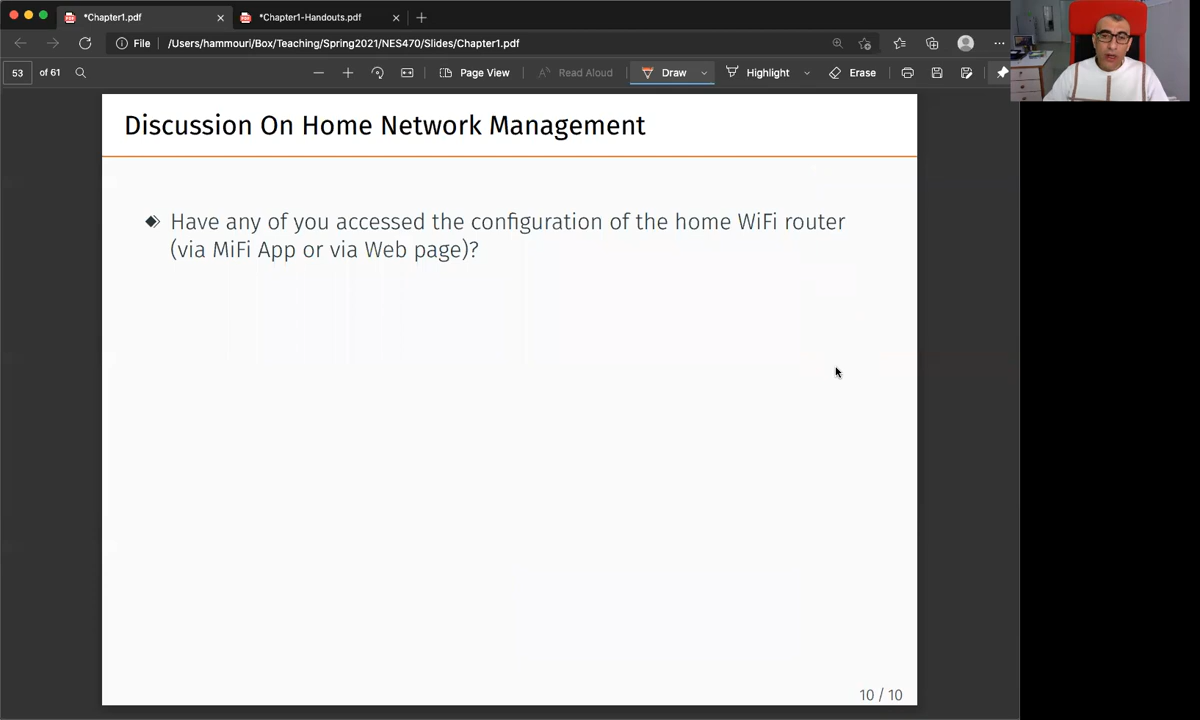 *Chapter1.pdf
*Chapter1-Handouts.pdf
File /Users/hammouri/Box/Teaching/Spring2021/NES470/Slides/Chapter1.pdf
53 of 61 Page View Read Aloud Draw Highlight Erase
Discussion On Home Network Management
Have any of you accessed the configuration of the home WiFi router
(via MiFi App or via Web page)?
10 / 10